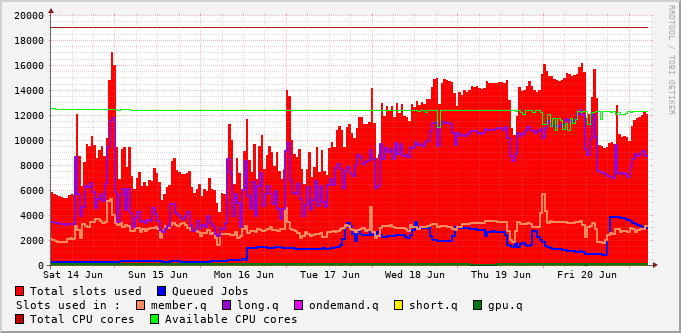 20000
18000
16000
14000
12000
10000
8000
6000
4000
2000
0
Sat 14 Jun Sun 15 Jun Mon 16 Jun Tue 17 Jun Wed 18 Jun Thu 19 Jun Fri 20 Jun
RRDTOOL / TOBI OETIKER
Total slots used Queued Jobs
Slots used in : member.q long.q ondemand.q short.q gpu.q
Total CPU cores Available CPU cores